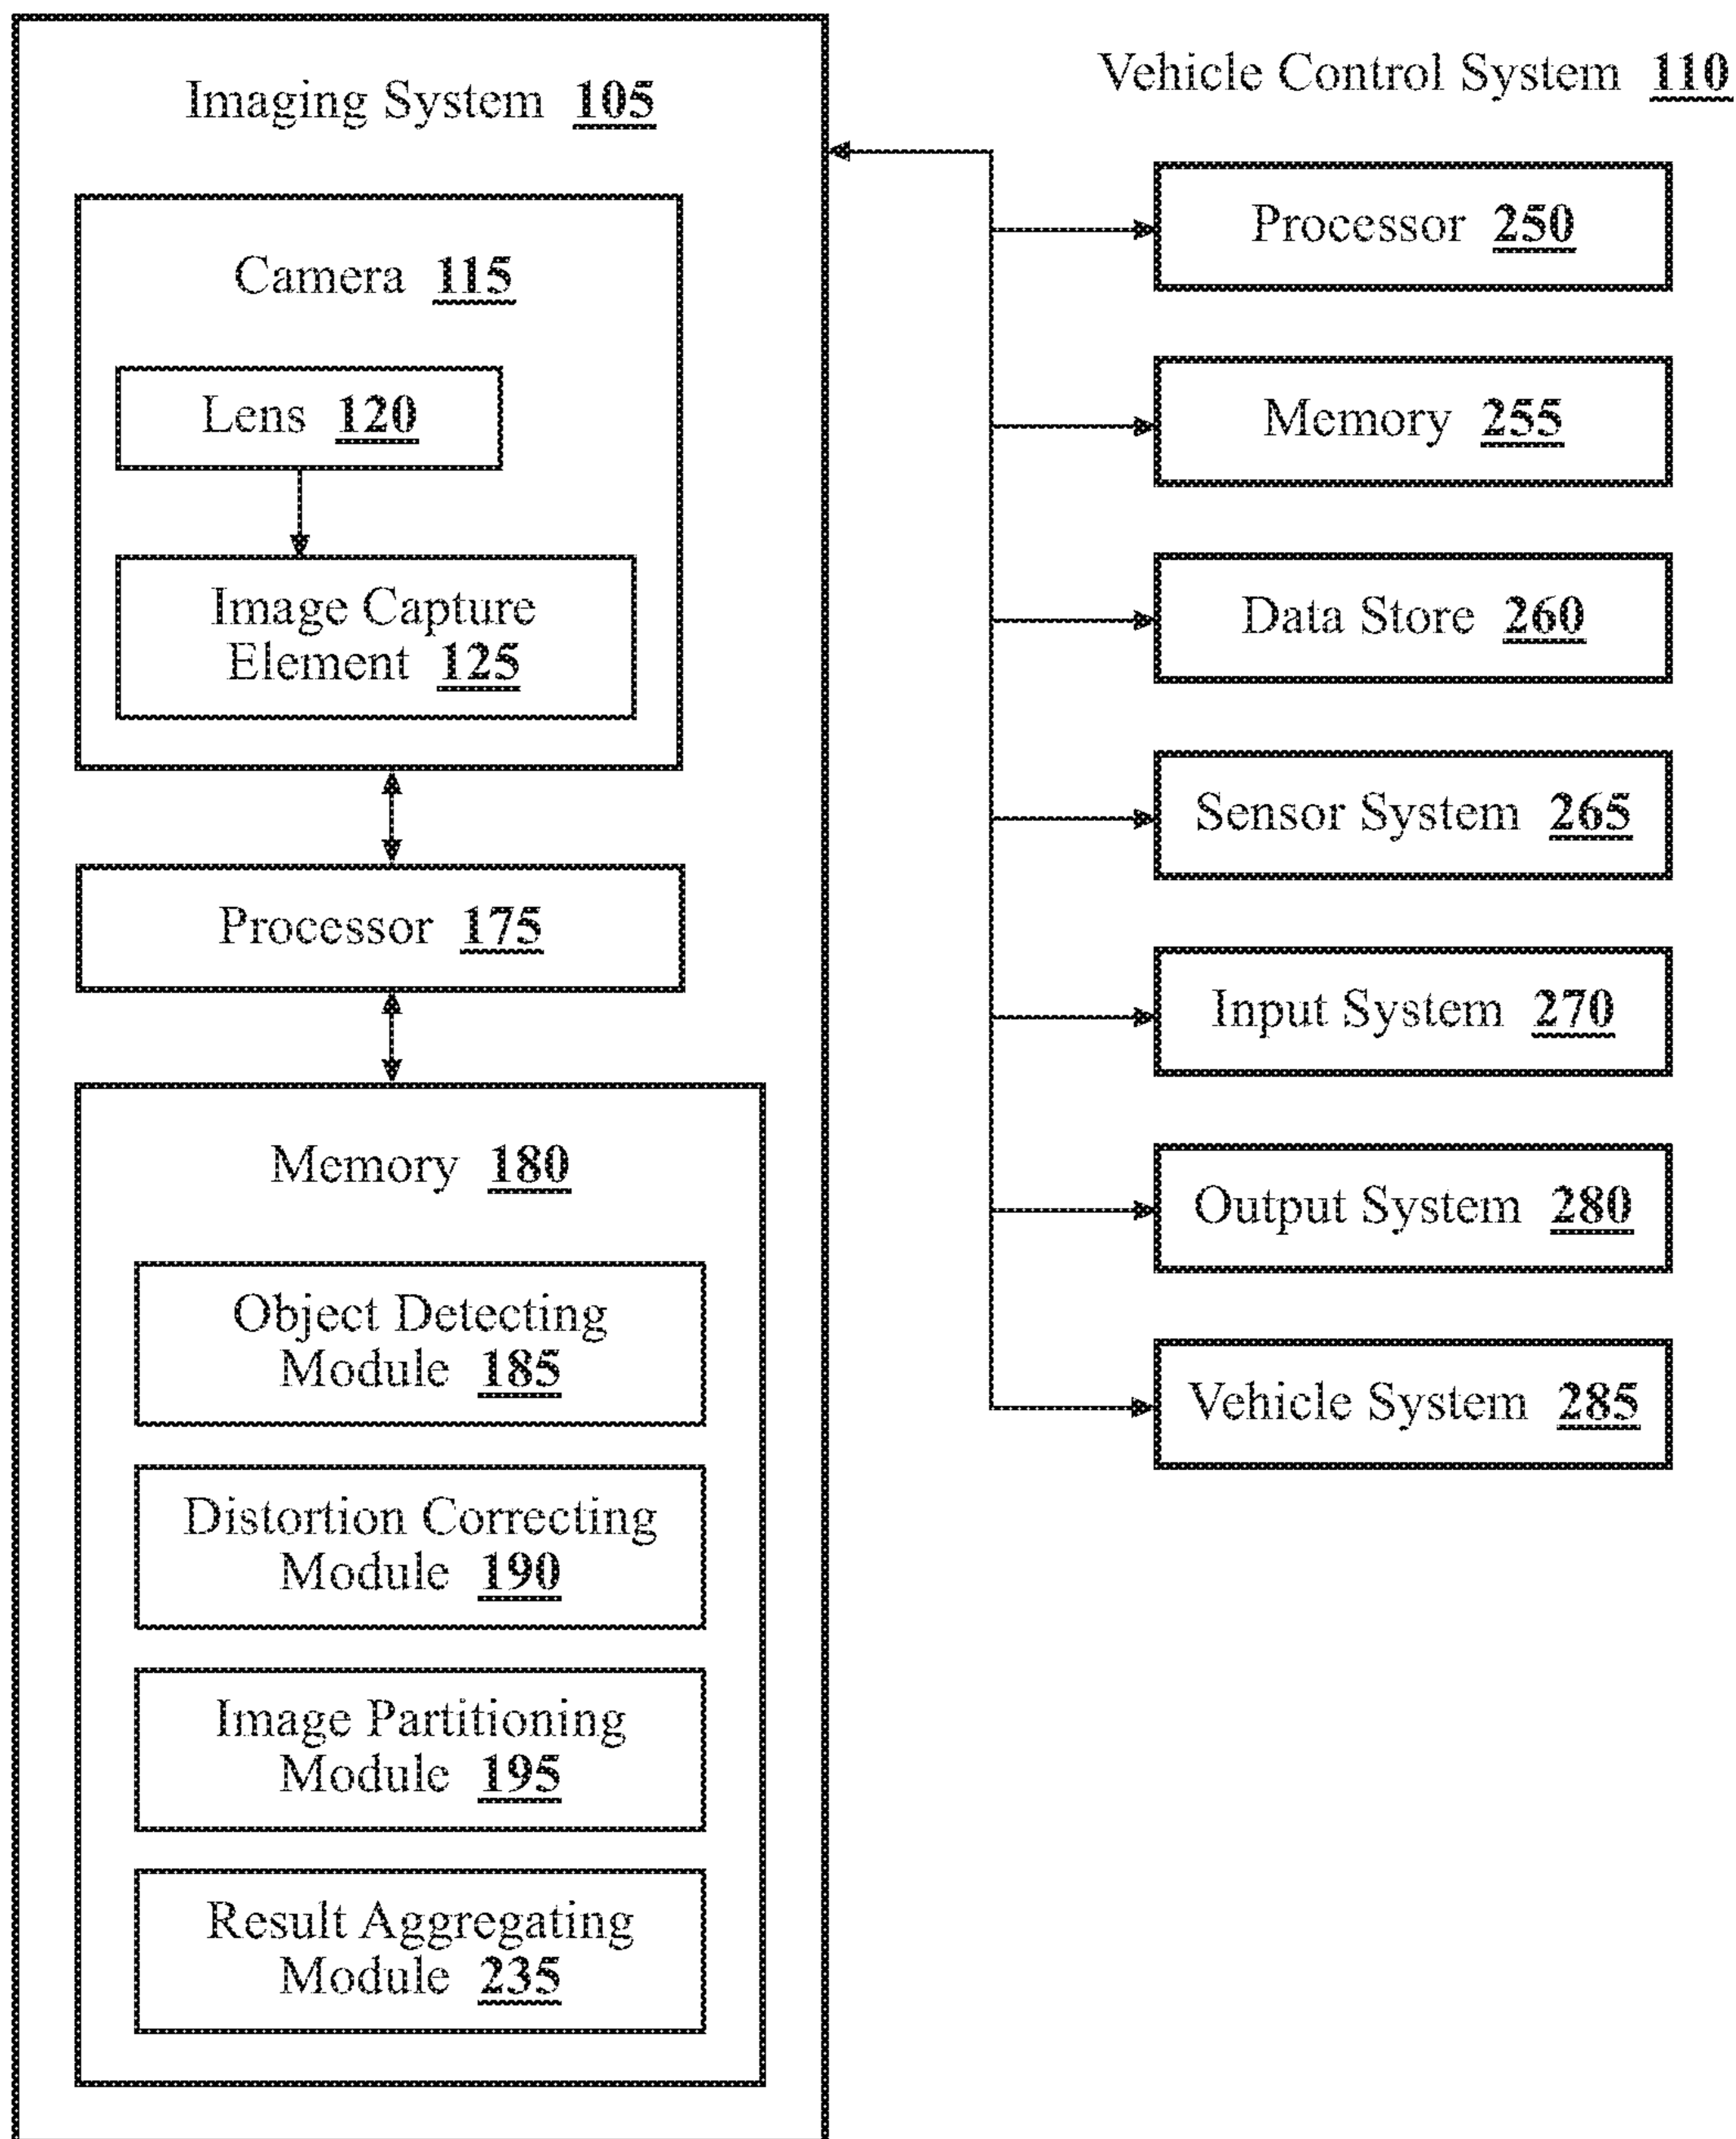 Imaging System 105
Camera 115
Lens 120
Image Capture
Element 125
Processor 175
Memory 180
Object Detecting
Module 185
Distortion Correcting
Module 190
Image Partitioning
Module 195
Result Aggregating
Module 235
Vehicle Control System 110
Processor 250
Memory 255
Data Store 260
Sensor System 265
Input System 270
Output System 280
Vehicle System 285